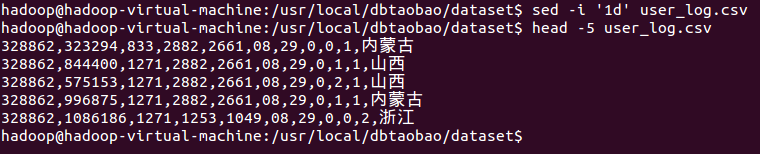 hadoop@hadoop-virtual-machine:/usr/local/dbtaobao/dataset$ sed -i '1d' user_log.csv
hadoop@hadoop-virtual-machine:/usr/local/dbtaobao/dataset$ head -5 user_log.csv
328862,323294,833,2882,2661,08,29,0,0,1,内蒙古
328862,844400,1271,2882,2661,08,29,0,1,1,山西
328862,575153,1271,2882,2661,08,29,0,2,1,山西
328862,996875,1271,2882,2661,08,29,0,1,1,内蒙古
328862,1086186,1271,1253,1049,08,29,0,0,2,浙江
hadoop@hadoop-virtual-machine:/usr/local/dbtaobao/dataset$